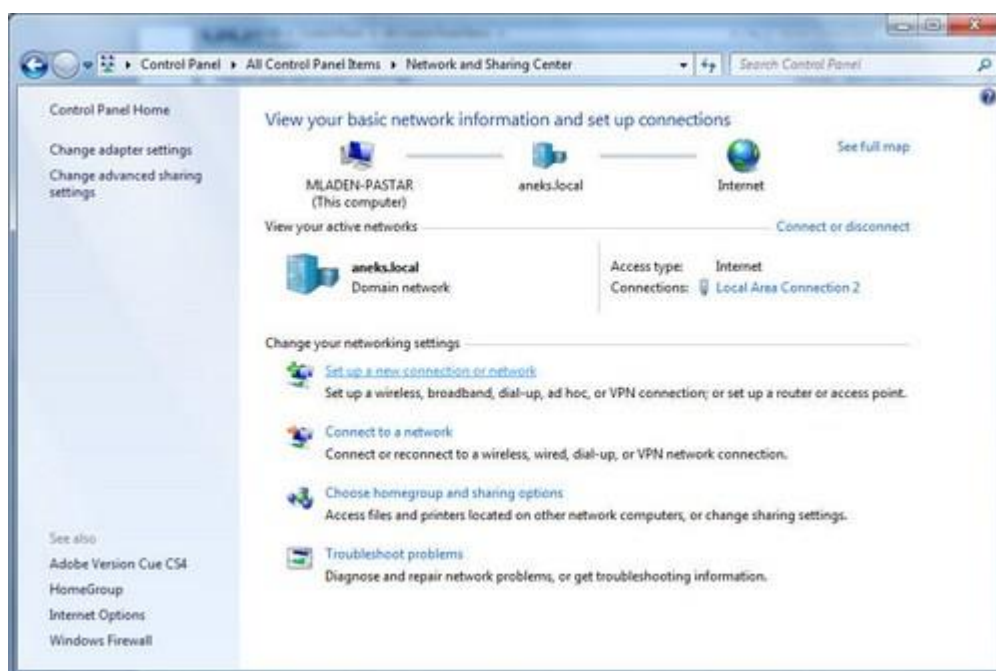 Control Panel ▸ All Control Panel Items ▸ Network and Sharing Center
Search Control Panel
Control Panel Home
Change adapter settings
Change advanced sharing
settings
View your basic network information and set up connections
See full map
MLADEN-PASTAR
(This computer)
aneks.local
Internet
View your active networks
Connect or disconnect
aneks.local
Domain network
Access type: Internet
Connections: Local Area Connection 2
Change your networking settings
Set up a new connection or network
Set up a wireless, broadband, dial-up, ad hoc, or VPN connection; or set up a router or access point.
Connect to a network
Connect or reconnect to a wireless, wired, dial-up, or VPN network connection.
Choose homegroup and sharing options
Access files and printers located on other network computers, or change sharing settings.
Troubleshoot problems
Diagnose and repair network problems, or get troubleshooting information.
See also
Adobe Version Cue CS4
HomeGroup
Internet Options
Windows Firewall